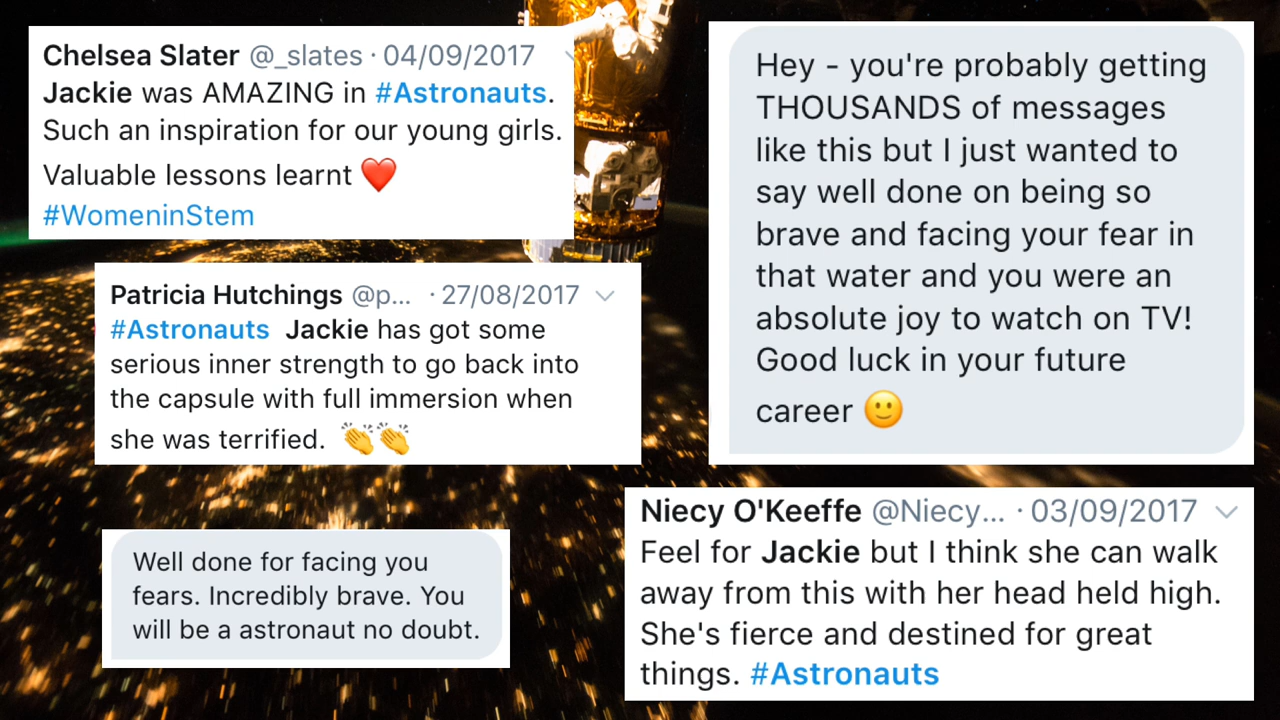 Chelsea Slater @_slates · 04/09/2017
Jackie was AMAZING in #Astronauts.
Such an inspiration for our young girls.
Valuable lessons learnt ❤️
#WomeninStem
Hey - you're probably getting
THOUSANDS of messages
like this but I just wanted to
say well done on being so
brave and facing your fear in
that water and you were an
absolute joy to watch on TV!
Good luck in your future
career 🙂
Patricia Hutchings @p... · 27/08/2017
#Astronauts Jackie has got some
serious inner strength to go back into
the capsule with full immersion when
she was terrified. 👏👏
Well done for facing you
fears. Incredibly brave. You
will be a astronaut no doubt.
Niecy O'Keeffe @Niecy... · 03/09/2017
Feel for Jackie but I think she can walk
away from this with her head held high.
She's fierce and destined for great
things. #Astronauts